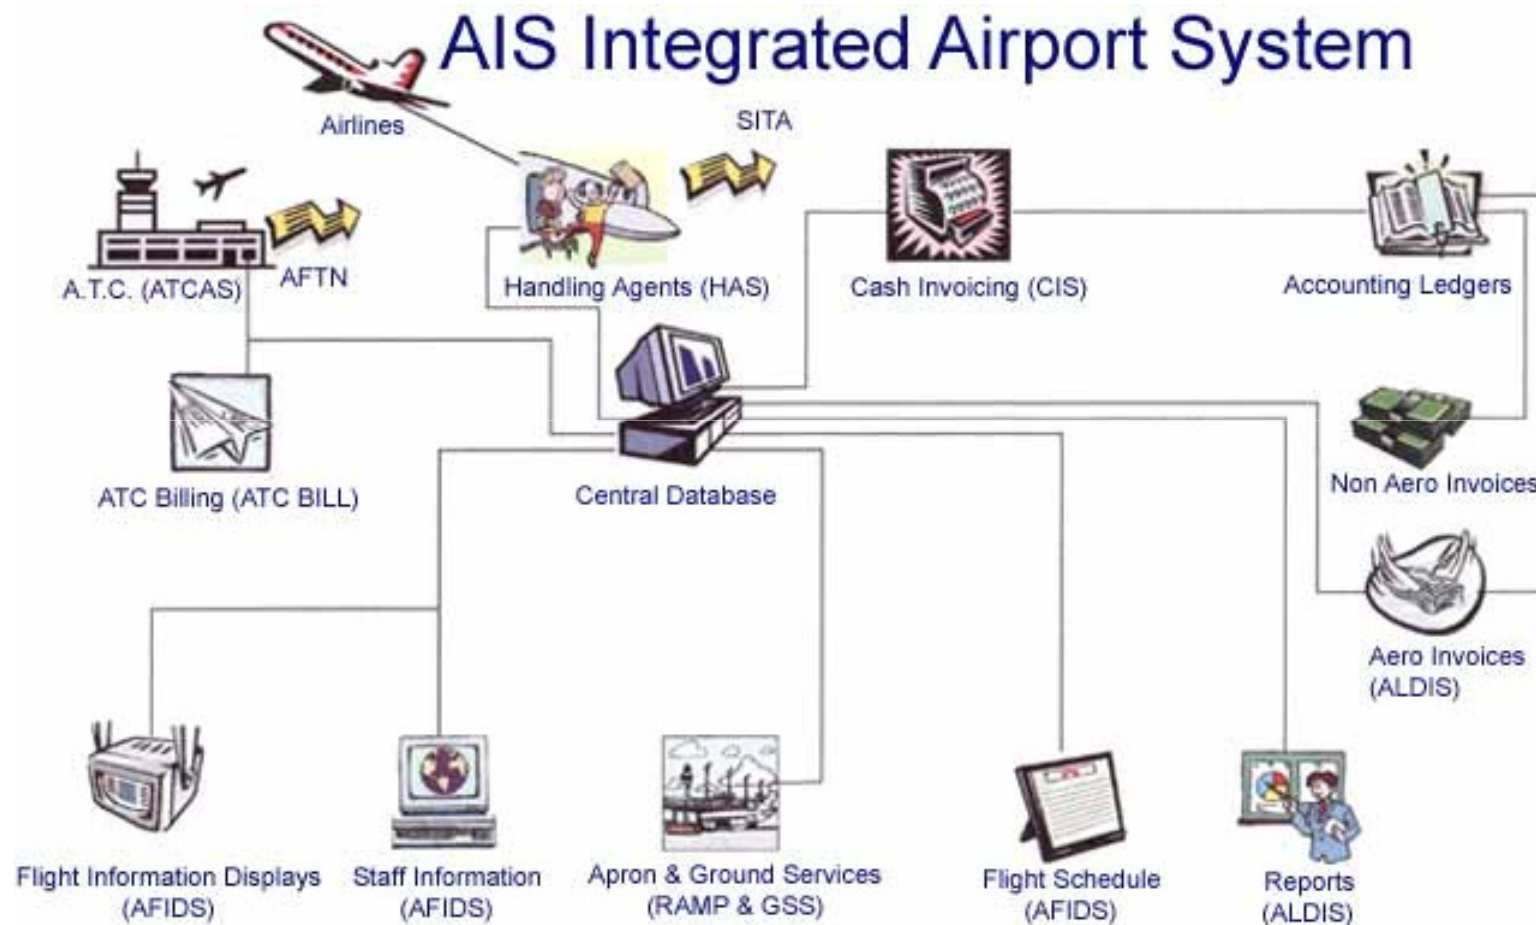 AIS Integrated Airport System
Airlines
SITA
A.T.C. (ATCAS)
AFTN
Handling Agents (HAS)
Cash Invoicing (CIS)
Accounting Ledgers
ATC Billing (ATC BILL)
Central Database
Non Aero Invoices
Aero Invoices
(ALDIS)
Flight Information Displays
(AFIDS)
Staff Information
(AFIDS)
Apron & Ground Services
(RAMP & GSS)
Flight Schedule
(AFIDS)
Reports
(ALDIS)